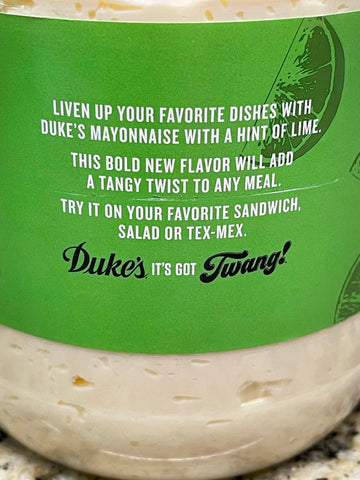 LIVEN UP YOUR FAVORITE DISHES WITH
DUKE'S MAYONNAISE WITH A HINT OF LIME.
THIS BOLD NEW FLAVOR WILL ADD
A TANGY TWIST TO ANY MEAL.
TRY IT ON YOUR FAVORITE SANDWICH,
SALAD OR TEX-MEX.
Duke's IT'S GOT Twang!